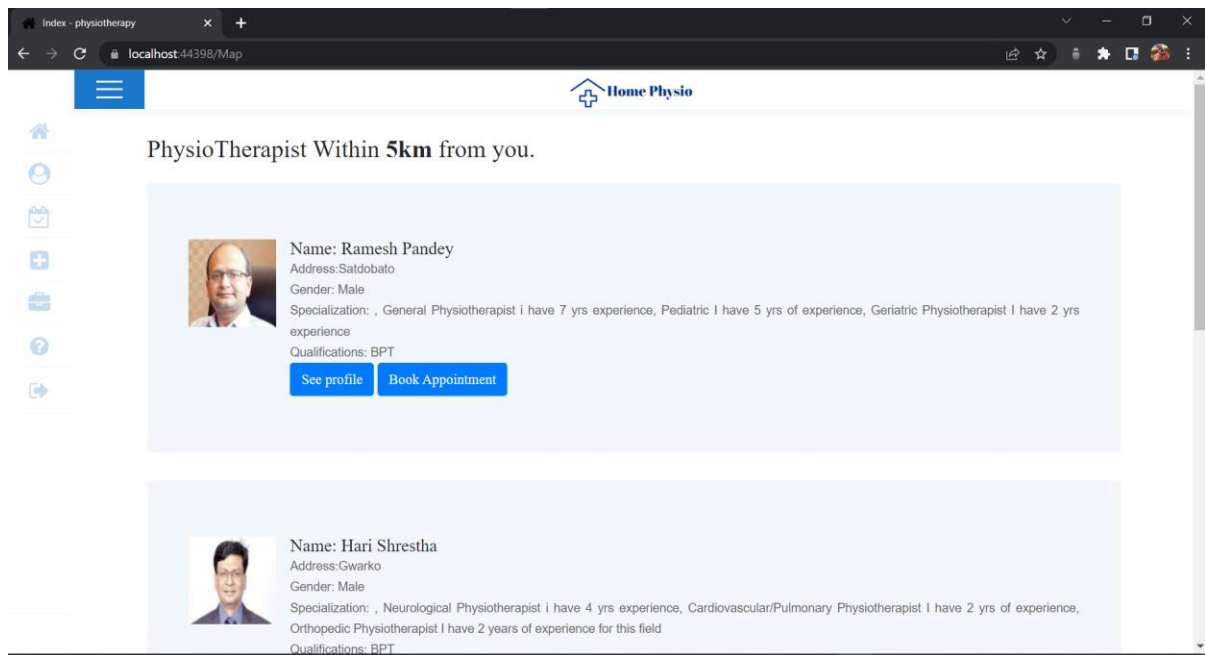 Index - physiotherapy
localhost:44398/Map
Home Physio
PhysioTherapist Within 5km from you.
Name: Ramesh Pandey
Address:Satdobato
Gender: Male
Specialization: , General Physiotherapist i have 7 yrs experience, Pediatric I have 5 yrs of experience, Geriatric Physiotherapist I have 2 yrs
experience
Qualifications: BPT
See profile Book Appointment
Name: Hari Shrestha
Address:Gwarko
Gender: Male
Specialization: , Neurological Physiotherapist i have 4 yrs experience, Cardiovascular/Pulmonary Physiotherapist I have 2 yrs of experience,
Orthopedic Physiotherapist I have 2 years of experience for this field
Qualifications: BPT